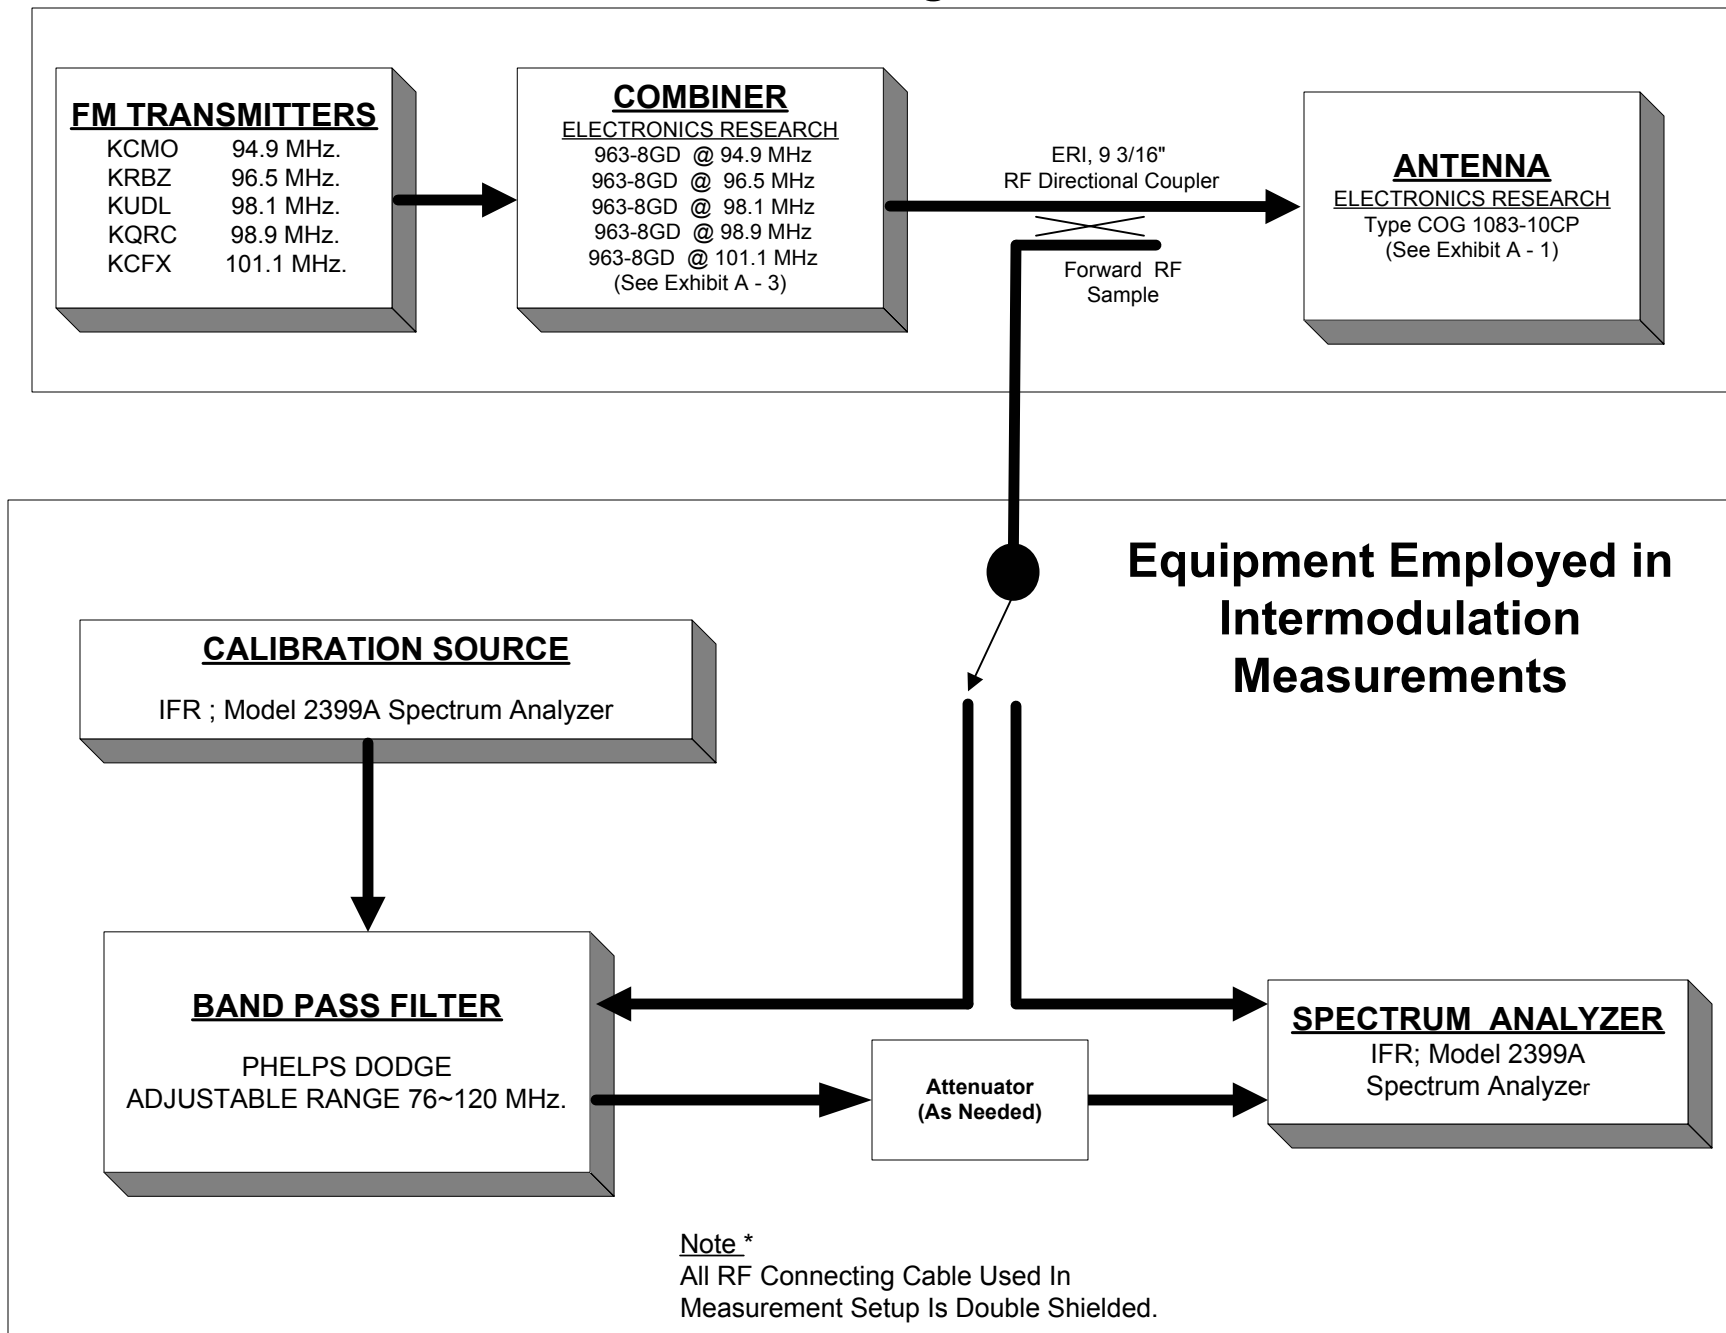 FM TRANSMITTERS
KCMO 94.9 MHz.
KRBZ 96.5 MHz.
KUDL 98.1 MHz.
KQRC 98.9 MHz.
KCFX 101.1 MHz.
COMBINER
ELECTRONICS RESEARCH
963-8GD @ 94.9 MHz
963-8GD @ 96.5 MHz
963-8GD @ 98.1 MHz
963-8GD @ 98.9 MHz
963-8GD @ 101.1 MHz
(See Exhibit A - 3)
ERI, 9 3/16"
RF Directional Coupler
Forward RF
Sample
ANTENNA
ELECTRONICS RESEARCH
Type COG 1083-10CP
(See Exhibit A - 1)
Equipment Employed in
Intermodulation
Measurements
CALIBRATION SOURCE
IFR ; Model 2399A Spectrum Analyzer
BAND PASS FILTER
PHELPS DODGE
ADJUSTABLE RANGE 76~120 MHz.
Attenuator
(As Needed)
SPECTRUM ANALYZER
IFR; Model 2399A
Spectrum Analyzer
Note *
All RF Connecting Cable Used In
Measurement Setup Is Double Shielded.